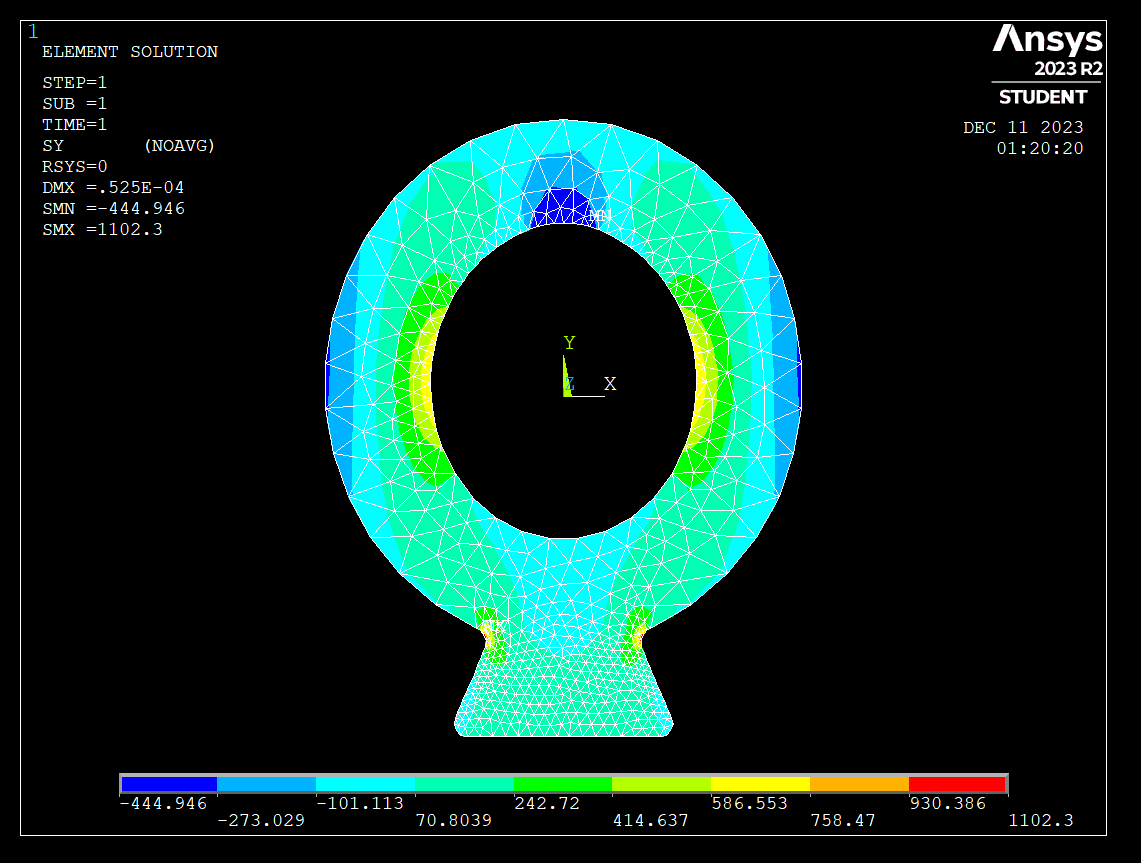 1
ELEMENT SOLUTION
STEP=1
SUB =1
TIME=1
SY (NOAVG)
RSYS=0
DMX =.525E-04
SMN =-444.946
SMX =1102.3
Ansys
2023 R2
STUDENT
DEC 11 2023
01:20:20
MN
Y
Z X
-444.946 -101.113 242.72 586.553 930.386
-273.029 70.8039 414.637 758.47 1102.3